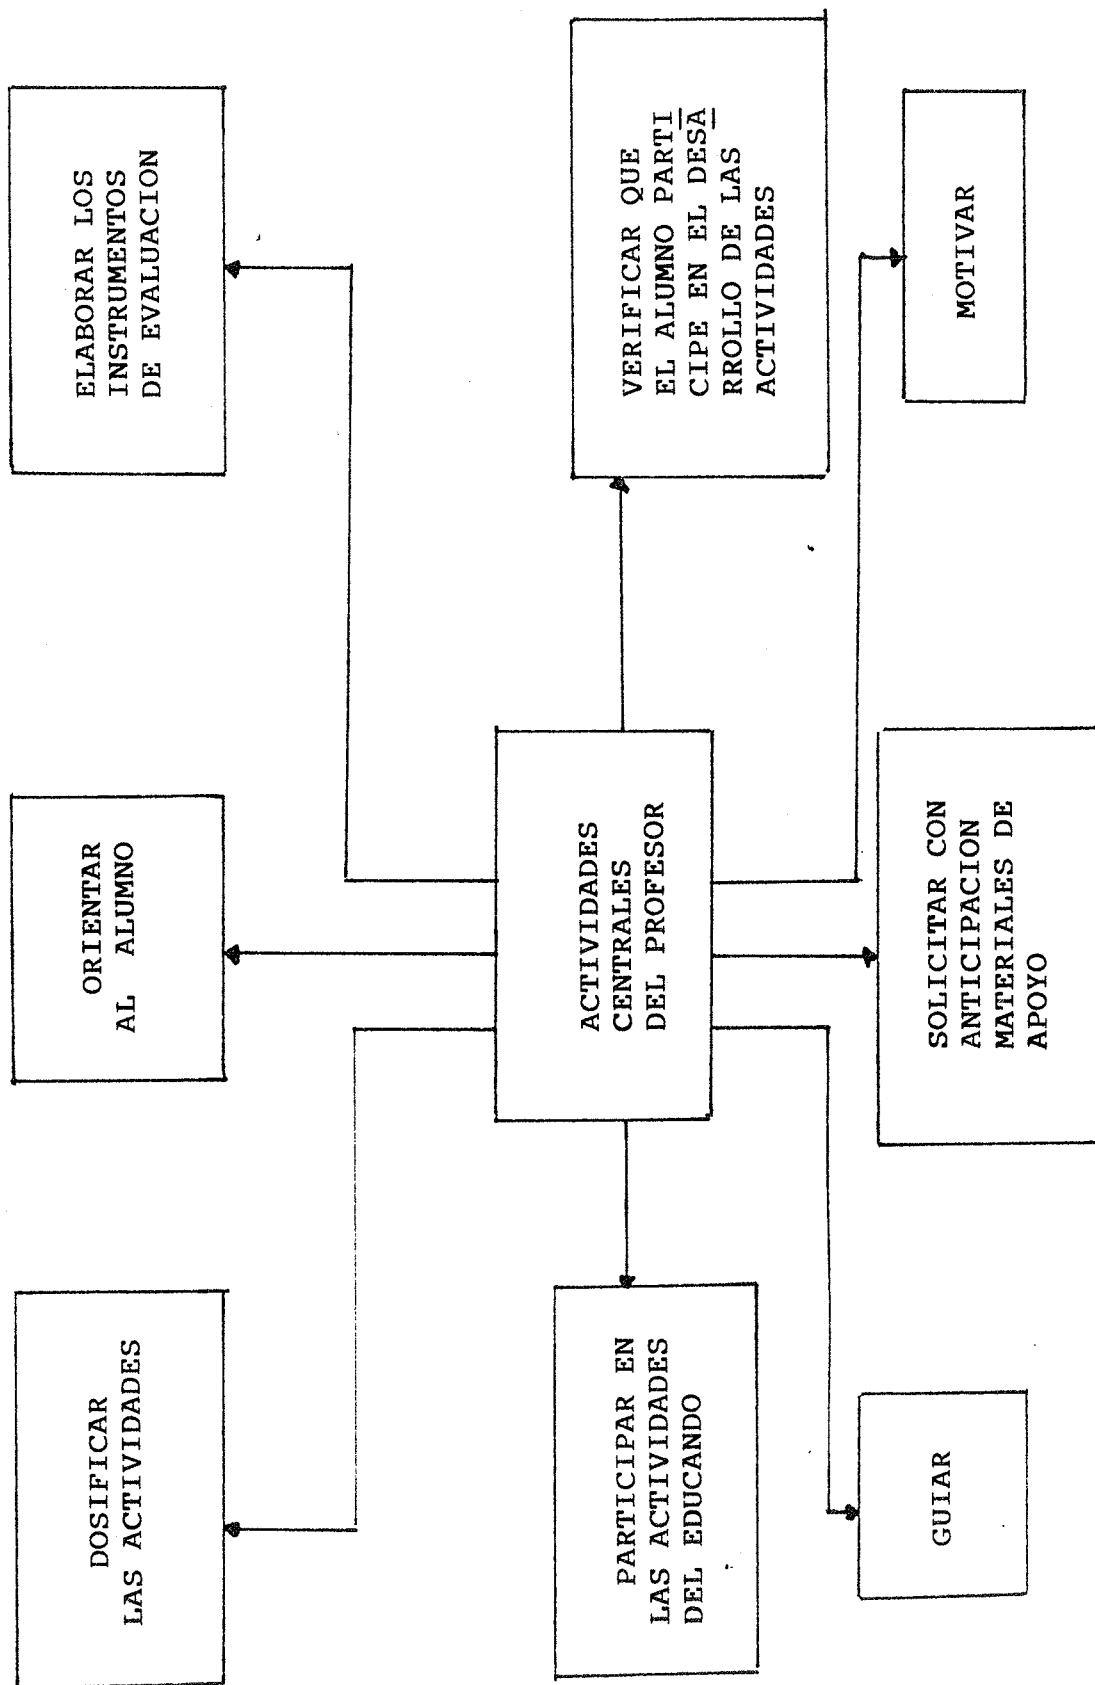 DOSIFICAR
LAS ACTIVIDADES
ORIENTAR
AL ALUMNO
ELABORAR LOS
INSTRUMENTOS
DE EVALUACION
PARTICIPAR EN
LAS ACTIVIDADES
DEL EDUCANDO
ACTIVIDADES
CENTRALES
DEL PROFESOR
VERIFICAR QUE
EL ALUMNO PARTI
CIPE EN EL DESA
RROLLO DE LAS
ACTIVIDADES
GUIAR
SOLICITAR CON
ANTICIPACION
MATERIALES DE
APOYO
MOTIVAR